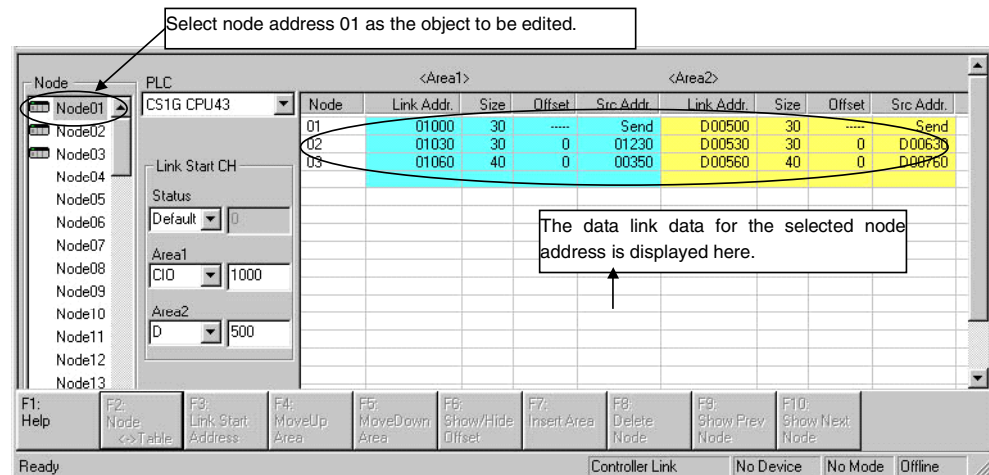 Select node address 01 as the object to be edited.
Node
PLC
<Area1>
<Area2>
Node01
Node02
Node03
Node04
Node05
Node06
Node07
Node08
Node09
Node10
Node11
Node12
Node13
CS1G CPU43
Link Start CH
Status
Default 0
Area1
CIO 1000
Area2
D 500
Node Link Addr. Size Offset Src Addr. Link Addr. Size Offset Src Addr.
01 01000 30 ----- Send D00500 30 ----- Send
02 01030 30 0 01230 D00530 30 0 D00630
03 01060 40 0 00350 D00560 40 0 D00760
The data link data for the selected node
address is displayed here.
F1:
Help
F2:
Node
<->Table
F3:
Link Start
Address
F4:
MoveUp
Area
F5:
MoveDown
Area
F6:
Show/Hide
Offset
F7:
Insert Area
F8:
Delete
Node
F9:
Show Prev
Node
F10:
Show Next
Node
Ready
Controller Link
No Device
No Mode
Offline